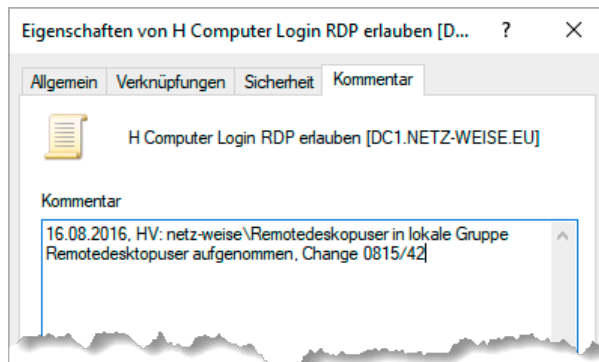 Eigenschaften von H Computer Login RDP erlauben [D... ? ×
Allgemein Verknüpfungen Sicherheit Kommentar
H Computer Login RDP erlauben [DC1.NETZ-WEISE.EU]
Kommentar
16.08.2016, HV: netz-weise\Remotedeskopuser in lokale Gruppe
Remotedesktopuser aufgenommen, Change 0815/42